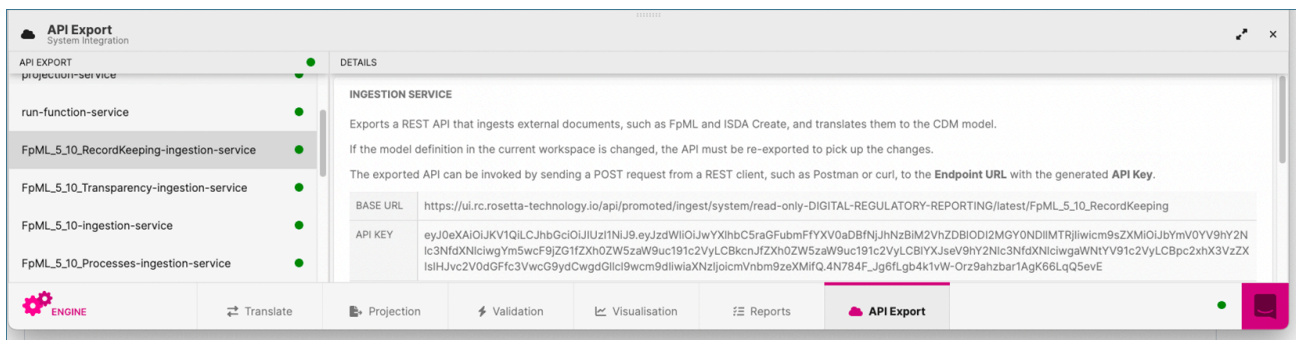 API Export
System Integration
API EXPORT
DETAILS
projection-service
run-function-service
FpML_5_10_RecordKeeping-ingestion-service
FpML_5_10_Transparency-ingestion-service
FpML_5_10-ingestion-service
FpML_5_10_Processes-ingestion-service
INGESTION SERVICE
Exports a REST API that ingests external documents, such as FpML and ISDA Create, and translates them to the CDM model.
If the model definition in the current workspace is changed, the API must be re-exported to pick up the changes.
The exported API can be invoked by sending a POST request from a REST client, such as Postman or curl, to the Endpoint URL with the generated API Key.
BASE URL https://ui.rc.rosetta-technology.io/api/promoted/ingest/system/read-only-DIGITAL-REGULATORY-REPORTING/latest/FpML_5_10_RecordKeeping
API KEY
ENGINE
Translate
Projection
Validation
Visualisation
Reports
API Export